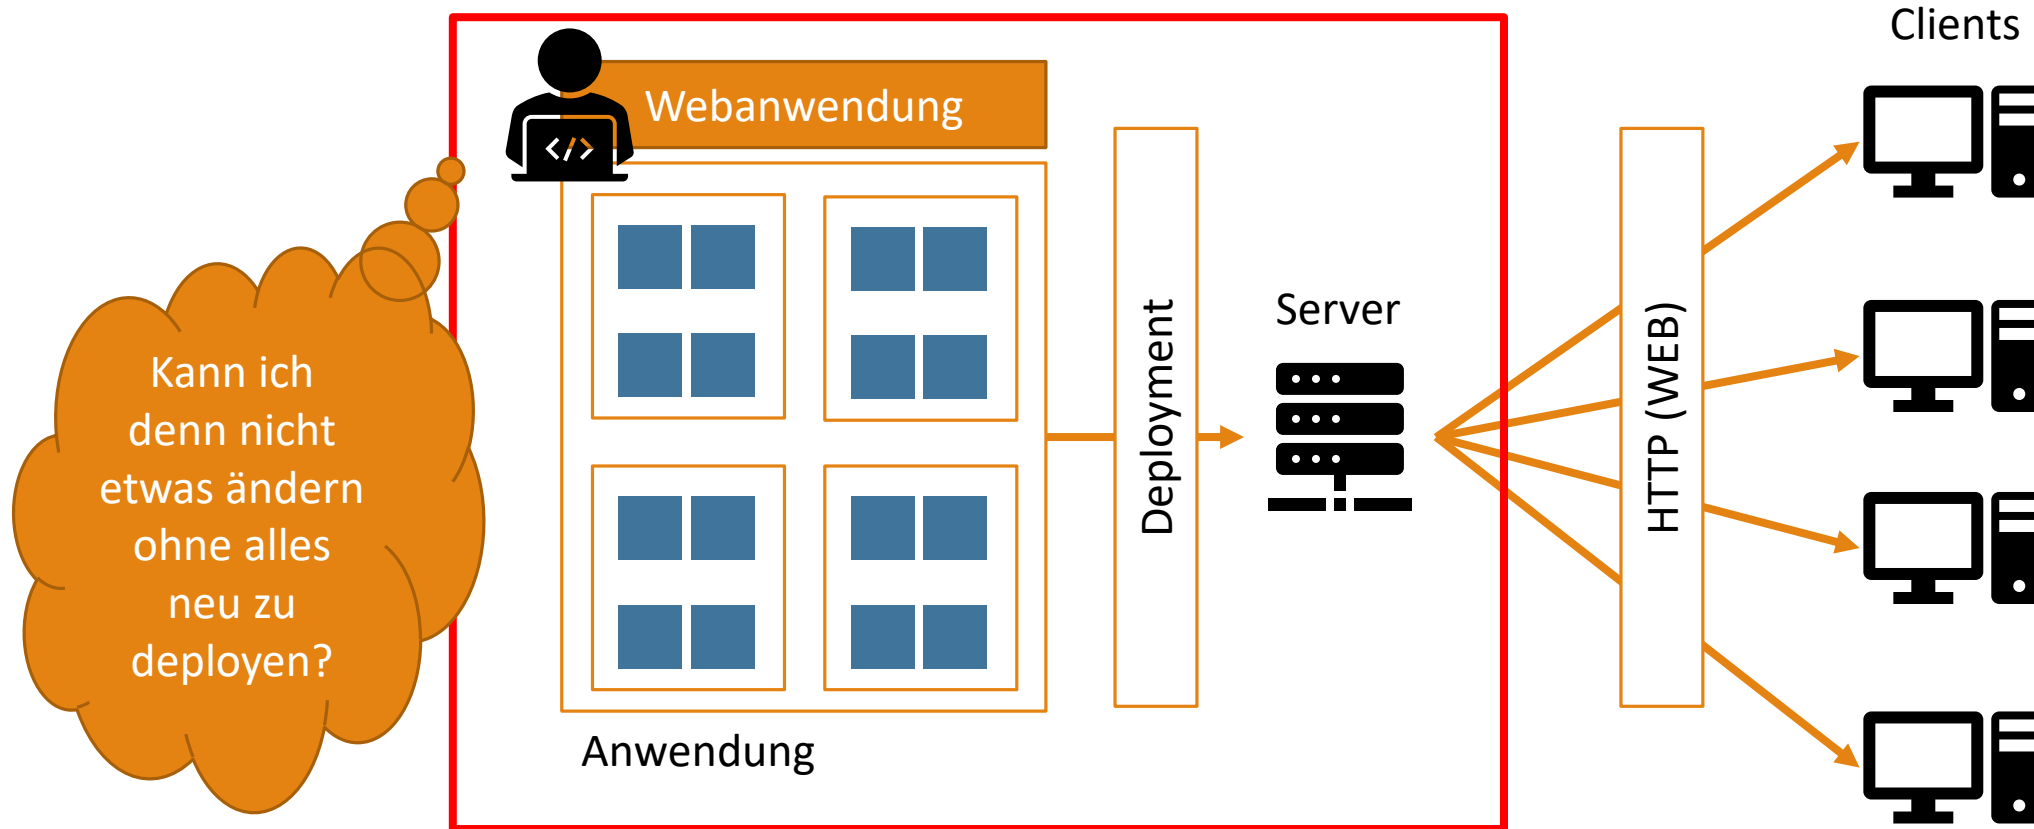 Clients
Webanwendung
</>
Kann ich
denn nicht
etwas ändern
ohne alles
neu zu
deployen?
Deployment
Server
HTTP (WEB)
Anwendung